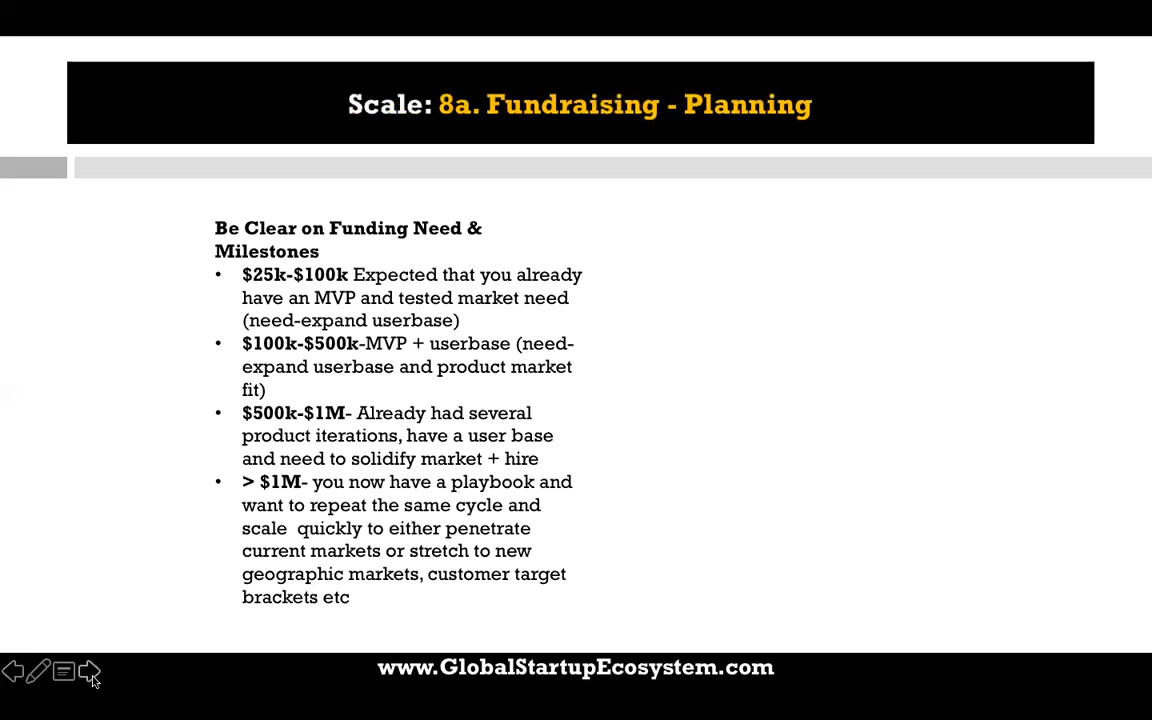 Scale: 8a. Fundraising - Planning
Be Clear on Funding Need &
Milestones
• $25k-$100k Expected that you already
have an MVP and tested market need
(need-expand userbase)
• $100k-$500k-MVP + userbase (need-
expand userbase and product market
fit)
• $500k-$1M- Already had several
product iterations, have a user base
and need to solidify market + hire
• > $1M- you now have a playbook and
want to repeat the same cycle and
scale  quickly to either penetrate
current markets or stretch to new
geographic markets, customer target
brackets etc
www.GlobalStartupEcosystem.com